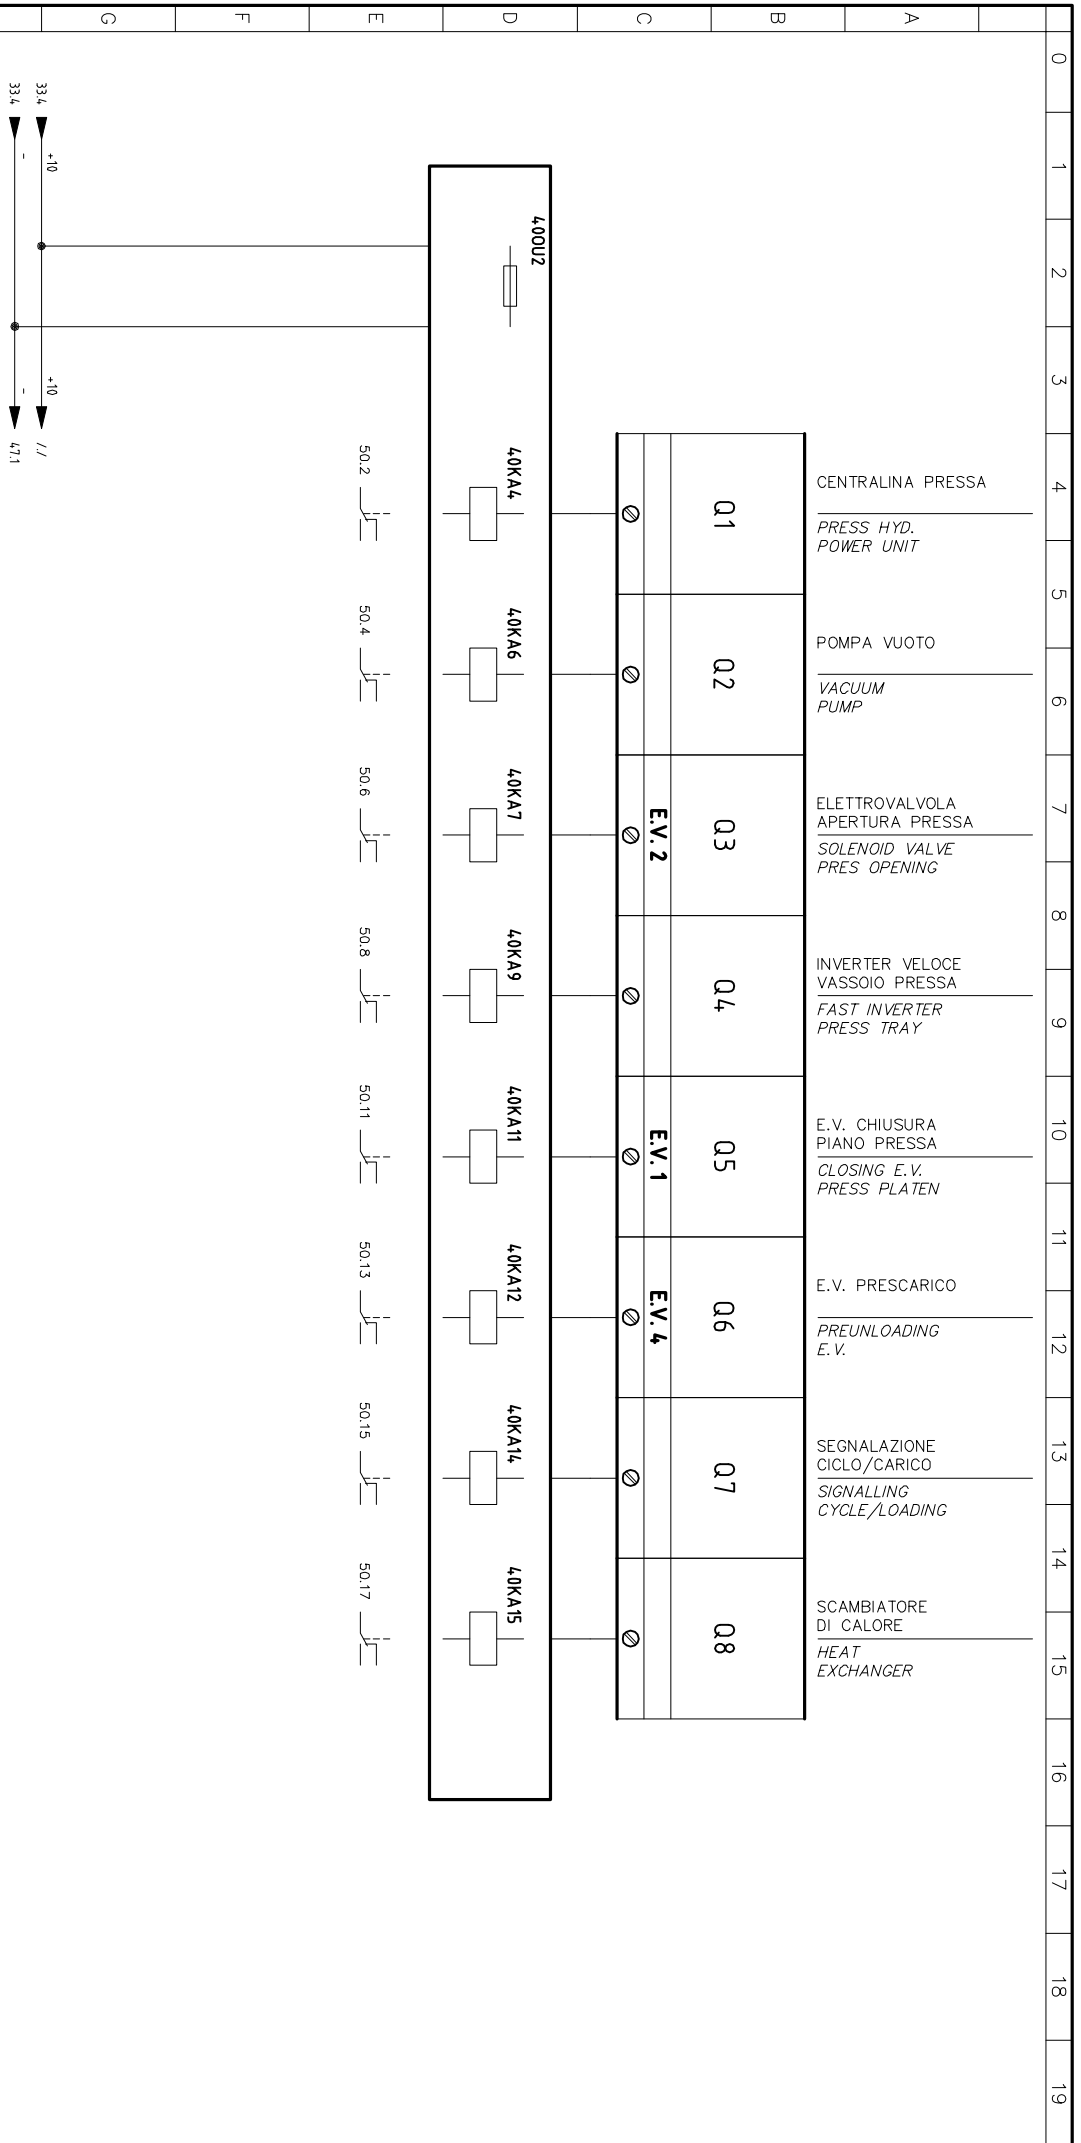 0
1
2
3
4
5
6
7
8
9
10
11
12
13
14
15
16
17
18
19
A
B
C
D
E
F
G
CENTRALINA PRESSA
PRESS HYD.
POWER UNIT
POMPA VUOTO
VACUUM
PUMP
ELETTROVALVOLA
APERTURA PRESSA
SOLENOID VALVE
PRES OPENING
INVERTER VELOCE
VASSOIO PRESSA
FAST INVERTER
PRESS TRAY
E.V. CHIUSURA
PIANO PRESSA
CLOSING E.V.
PRESS PLATEN
E.V. PRESCARICO
PREUNLOADING
E.V.
SEGNALAZIONE
CICLO/CARICO
SIGNALLING
CYCLE/LOADING
SCAMBIATORE
DI CALORE
HEAT
EXCHANGER
Q1
Q2
Q3
Q4
Q5
Q6
Q7
Q8
E.V. 2
E.V. 1
E.V. 4
400U2
40KA4
40KA6
40KA7
40KA9
40KA11
40KA12
40KA14
40KA15
50.2
50.4
50.6
50.8
50.11
50.13
50.15
50.17
33.4
+10
+10
/./
33.4
-
-
47.1